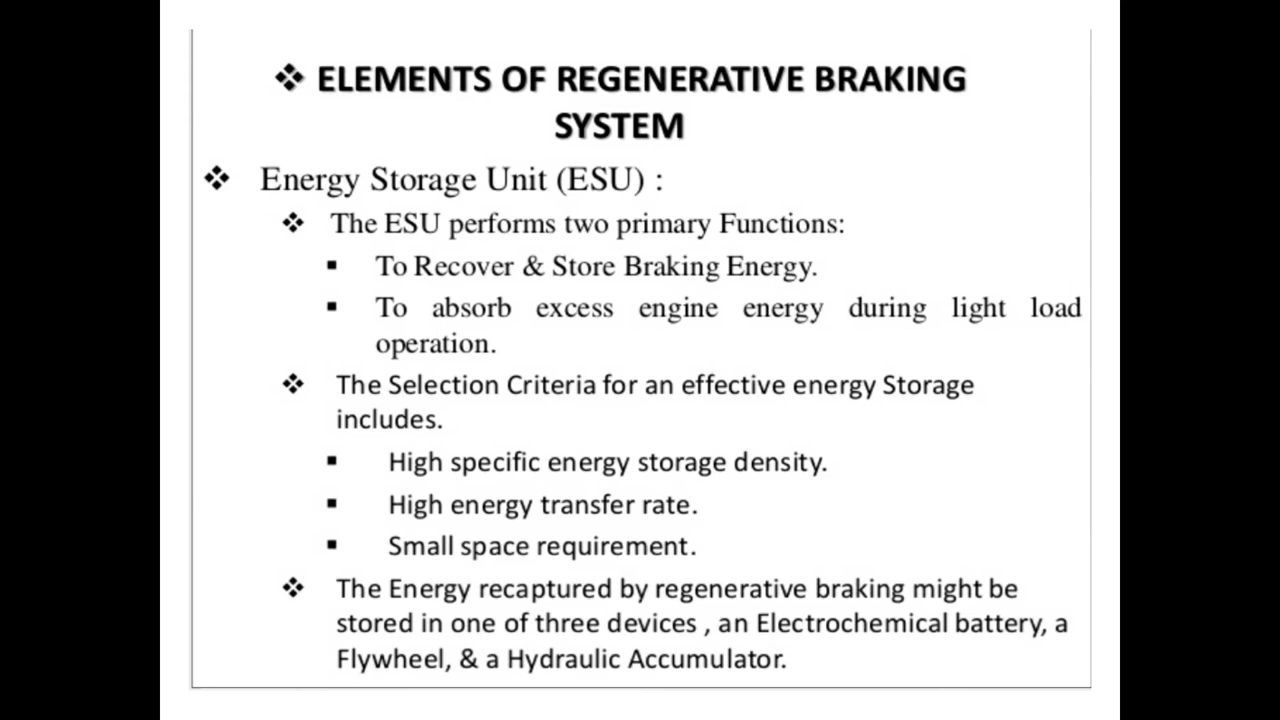 ❖ ELEMENTS OF REGENERATIVE BRAKING
SYSTEM
❖ Energy Storage Unit (ESU) :
❖ The ESU performs two primary Functions:
▪ To Recover & Store Braking Energy.
▪ To absorb excess engine energy during light load
operation.
❖ The Selection Criteria for an effective energy Storage
includes.
▪ High specific energy storage density.
▪ High energy transfer rate.
▪ Small space requirement.
❖ The Energy recaptured by regenerative braking might be
stored in one of three devices , an Electrochemical battery, a
Flywheel, & a Hydraulic Accumulator.